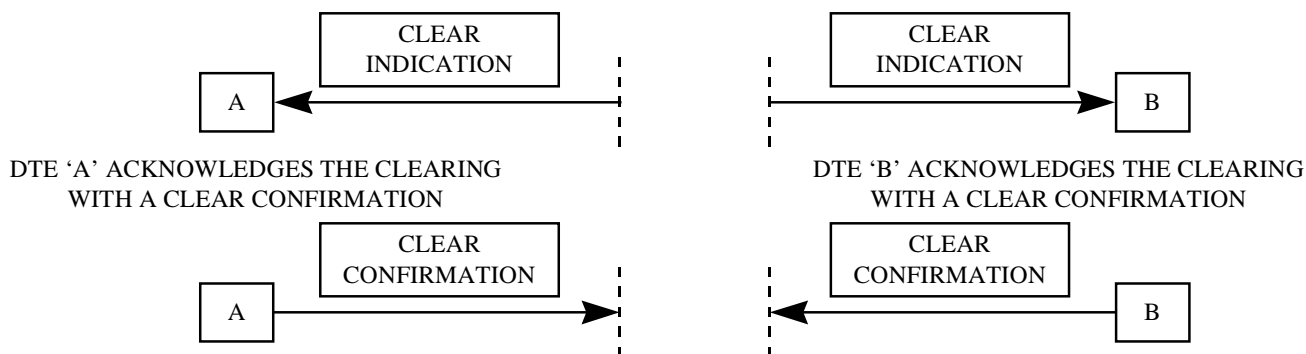 CLEAR
INDICATION
CLEAR
INDICATION
A
B
DTE ‘A’ ACKNOWLEDGES THE CLEARING
WITH A CLEAR CONFIRMATION
DTE ‘B’ ACKNOWLEDGES THE CLEARING
WITH A CLEAR CONFIRMATION
CLEAR
CONFIRMATION
CLEAR
CONFIRMATION
A
B